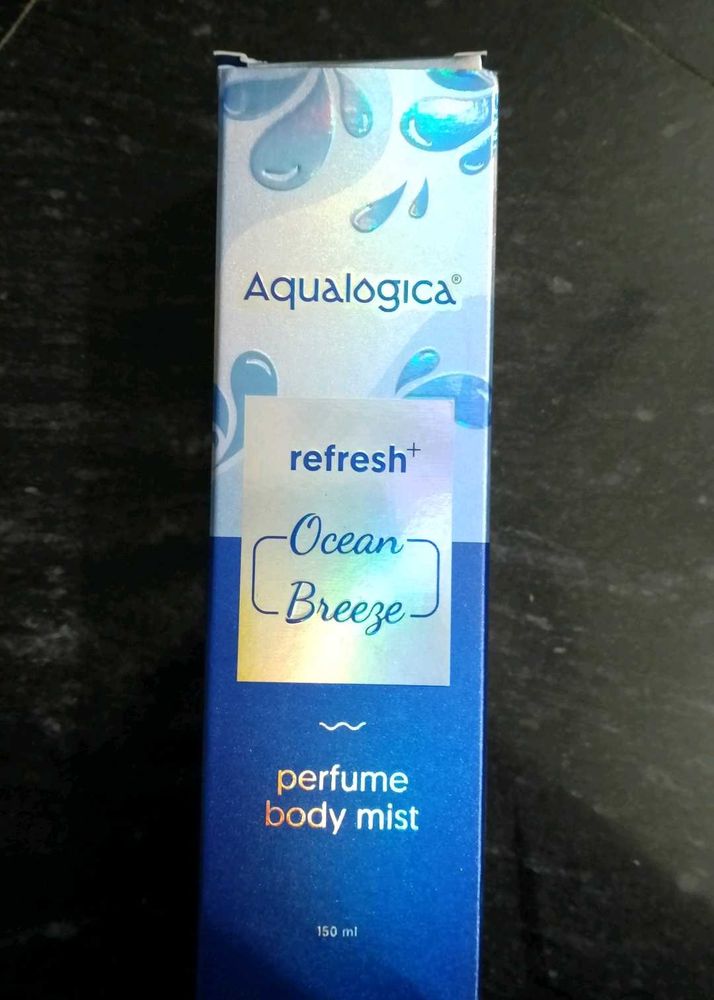 Aqualogica®
refresh+
Ocean
Breeze
perfume
body mist
150 ml